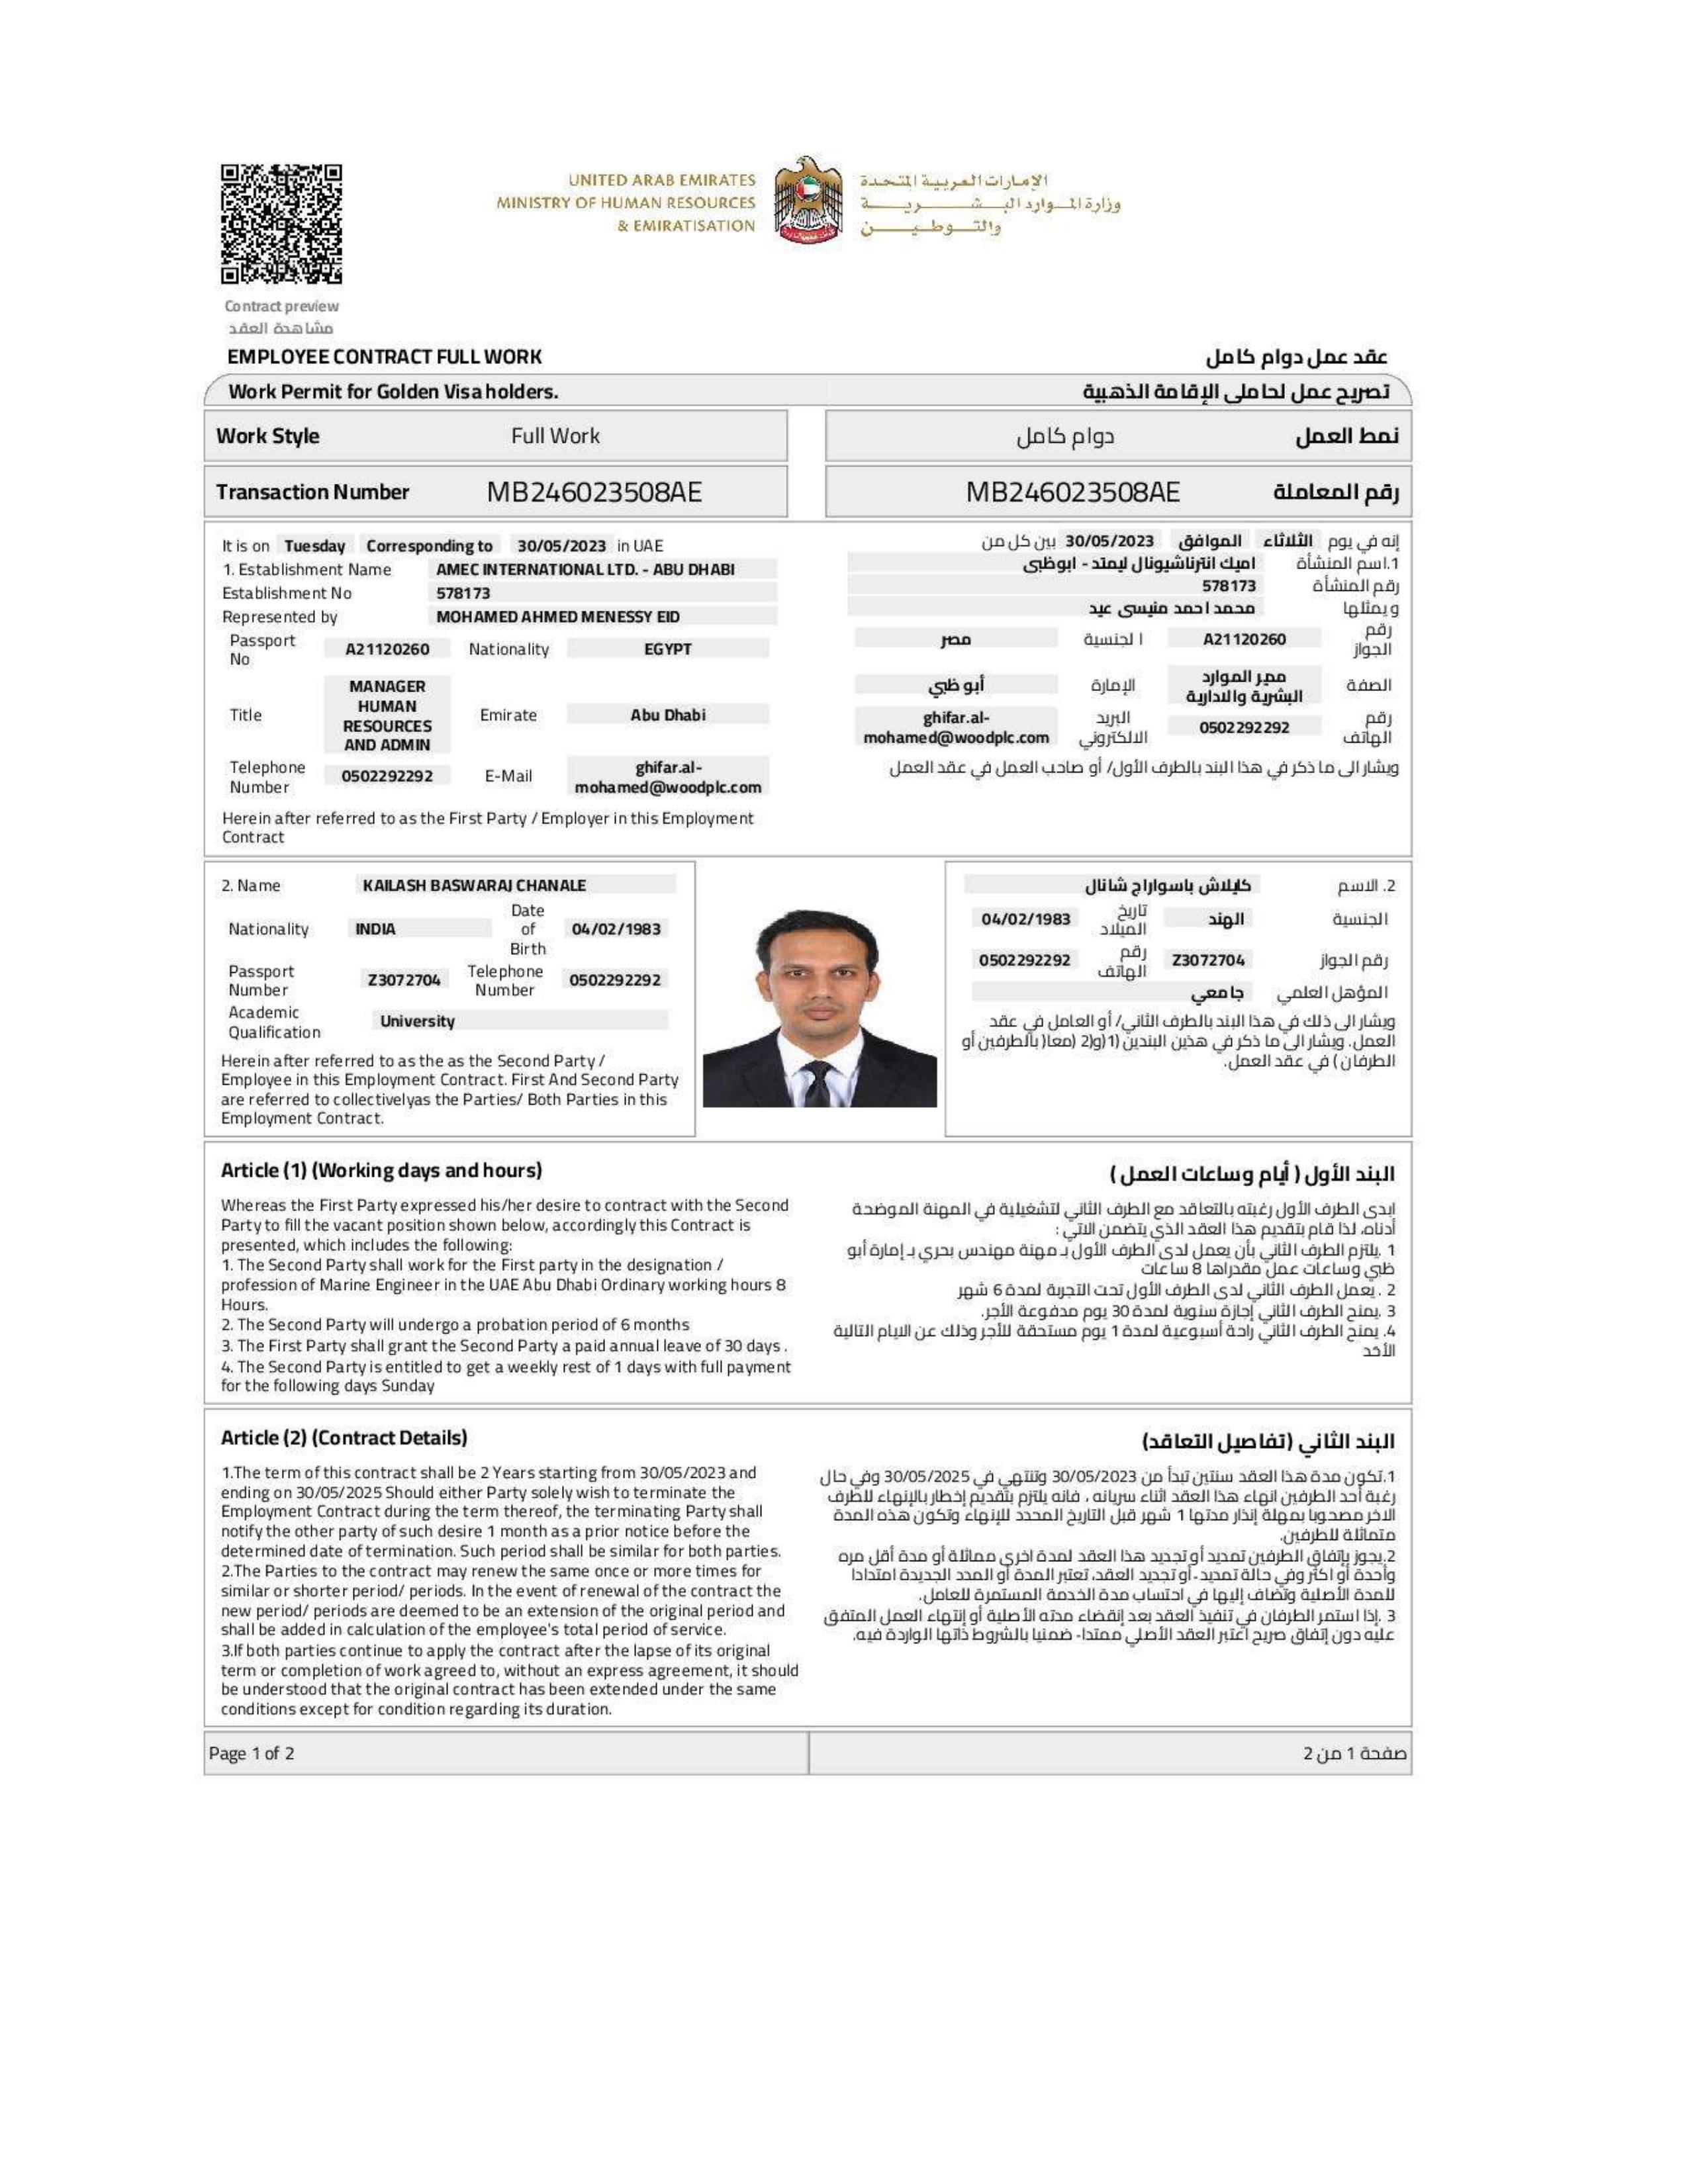 UNITED ARAB EMIRATES
MINISTRY OF HUMAN RESOURCES
& EMIRATISATION
الإمارات العربية المتحدة
وزارة الموارد البشرية
والتوطين
Contract preview
مشاهدة العقد
EMPLOYEE CONTRACT FULL WORK
عقد عمل دوام كامل
Work Permit for Golden Visa holders.
تصريح عمل لحاملي الإقامة الذهبية
Work Style Full Work
نمط العمل دوام كامل
Transaction Number MB246023508AE
رقم المعاملة MB246023508AE
It is on Tuesday Corresponding to 30/05/2023 in UAE
1. Establishment Name AMEC INTERNATIONAL LTD. - ABU DHABI
Establishment No 578173
Represented by MOHAMED AHMED MENESSY EID
Passport No A21120260 Nationality EGYPT
Title MANAGER HUMAN RESOURCES AND ADMIN Emirate Abu Dhabi
Telephone Number 0502292292 E-Mail ghifar.al-mohamed@woodplc.com
Herein after referred to as the First Party / Employer in this Employment
Contract
إنه في يوم الثلاثاء الموافق 30/05/2023 بين كل من
1.اسم المنشأة اميك انترناشيونال ليمتد - ابوظبى
رقم المنشأة 578173
ويمثلها محمد احمد منيسى عيد
رقم الجواز A21120260 ا لجنسية مصر
الصفة ممير الموارد البشرية والادارية الإمارة أبو ظبي
رقم الهاتف 0502292292 البريد الالكتروني ghifar.al-mohamed@woodplc.com
ويشار الى ما ذكر في هذا البند بالطرف الأول/ أو صاحب العمل في عقد العمل
2. Name KAILASH BASWARAJ CHANALE
Nationality INDIA Date of Birth 04/02/1983
Passport Number Z3072704 Telephone Number 0502292292
Academic Qualification University
Herein after referred to as the as the Second Party /
Employee in this Employment Contract. First And Second Party
are referred to collectivelyas the Parties/ Both Parties in this
Employment Contract.
2. الاسم كايلاش باسواراج شانال
الجنسية الهند تاريخ الميلاد 04/02/1983
رقم الجواز Z3072704 رقم الهاتف 0502292292
المؤهل العلمي جامعي
ويشار الى ذلك في هذا البند بالطرف الثاني/ أو العامل في عقد
العمل. ويشار الى ما ذكر في هذين البندين (1)و(2 (معا( بالطرفين أو
الطرفان) في عقد العمل.
Article (1) (Working days and hours)
Whereas the First Party expressed his/her desire to contract with the Second
Party to fill the vacant position shown below, accordingly this Contract is
presented, which includes the following:
1. The Second Party shall work for the First party in the designation /
profession of Marine Engineer in the UAE Abu Dhabi Ordinary working hours 8
Hours.
2. The Second Party will undergo a probation period of 6 months
3. The First Party shall grant the Second Party a paid annual leave of 30 days .
4. The Second Party is entitled to get a weekly rest of 1 days with full payment
for the following days Sunday
البند الأول ( أيام وساعات العمل )
ابدى الطرف الأول رغبته بالتعاقد مع الطرف الثاني لتشغيلية في المهنة الموضحة
أدناه، لذا قام بتقديم هذا العقد الذي يتضمن الاتي :
1 .يلتزم الطرف الثاني بأن يعمل لدى الطرف الأول بـ مهنة مهندس بحري بـ إمارة أبو
ظبي وساعات عمل مقدراها 8 ساعات
2 . يعمل الطرف الثاني لدى الطرف الأول تحت التجربة لمدة 6 شهر
3 .يمنح الطرف الثاني إجازة سنوية لمدة 30 يوم مدفوعة الأجر.
4. يمنح الطرف الثاني راحة أسبوعية لمدة 1 يوم مستحقة للأجر وذلك عن الايام التالية
الأحد
Article (2) (Contract Details)
1.The term of this contract shall be 2 Years starting from 30/05/2023 and
ending on 30/05/2025 Should either Party solely wish to terminate the
Employment Contract during the term thereof, the terminating Party shall
notify the other party of such desire 1 month as a prior notice before the
determined date of termination. Such period shall be similar for both parties.
2.The Parties to the contract may renew the same once or more times for
similar or shorter period/ periods. In the event of renewal of the contract the
new period/ periods are deemed to be an extension of the original period and
shall be added in calculation of the employee's total period of service.
3.If both parties continue to apply the contract after the lapse of its original
term or completion of work agreed to, without an express agreement, it should
be understood that the original contract has been extended under the same
conditions except for condition regarding its duration.
البند الثاني (تفاصيل التعاقد)
1.تكون مدة هذا العقد سنتين تبدأ من 30/05/2023 وتنتهي في 30/05/2025 وفي حال
رغبة أحد الطرفين انهاء هذا العقد اثناء سريانه ، فانه يلتزم بتقديم إخطار بالإنهاء للطرف
الاخر مصحوبا بمهلة إنذار مدتها 1 شهر قبل التاريخ المحدد للإنهاء وتكون هذه المدة
متماثلة للطرفين.
2.يجوز بإتفاق الطرفين تمديد أو تجديد هذا العقد لمدة اخرى مماثلة أو مدة أقل مره
واحدة أو اكثر وفي حالة تمديد - أو تجديد العقد، تعتبر المدة أو المدد الجديدة امتدادا
للمدة الأصلية وتضاف إليها في احتساب مدة الخدمة المستمرة للعامل.
3 .إذا استمر الطرفان في تنفيذ العقد بعد إنقضاء مدته الأصلية أو إنتهاء العمل المتفق
عليه دون إتفاق صريح أعتبر العقد الأصلي ممتدا- ضمنيا بالشروط ذاتها الواردة فيه.
Page 1 of 2
صفحة 1 من 2